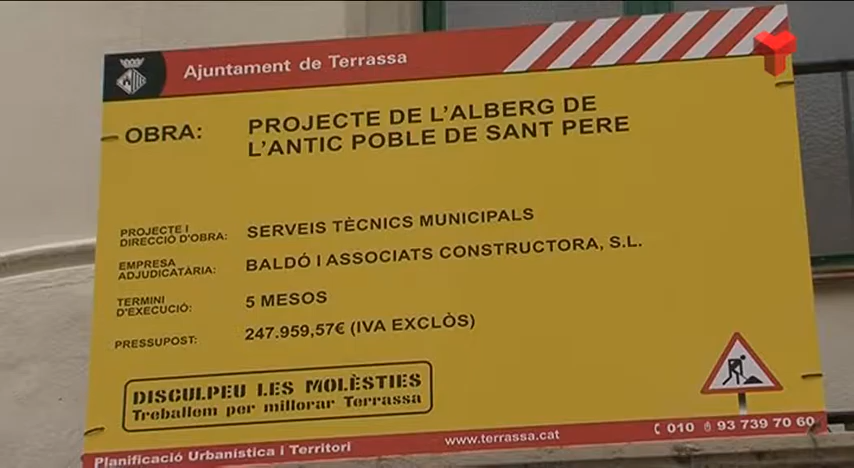 Ajuntament de Terrassa
OBRA:
PROJECTE DE L'ALBERG DE
L'ANTIC POBLE DE SANT PERE
PROJECTE I
DIRECCIÓ D'OBRA:
SERVEIS TÈCNICS MUNICIPALS
EMPRESA
ADJUDICATÀRIA:
BALDÓ I ASSOCIATS CONSTRUCTORA, S.L.
TERMINI
D'EXECUCIÓ:
5 MESOS
PRESSUPOST:
247.959,57€ (IVA EXCLÒS)
DISCULPEU LES MOLÈSTIES
Treballem per millorar Terrassa
Planificació Urbanística i Territori
www.terrassa.cat
010
93 739 70 60